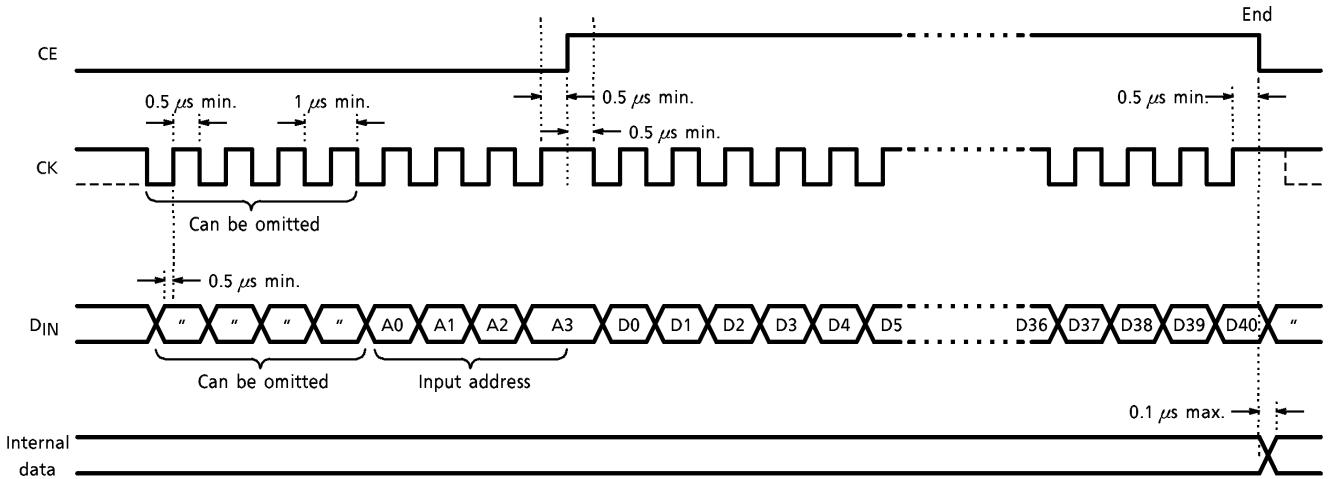 End
CE
0.5 μs min.
1 μs min.
0.5 μs min.
0.5 μs min.
0.5 μs min.
CK
Can be omitted
0.5 μs min.
DIN
"
"
"
"
A0
A1
A2
A3
D0
D1
D2
D3
D4
D5
D36
D37
D38
D39
D40
"
Can be omitted
Input address
0.1 μs max.
Internal
data